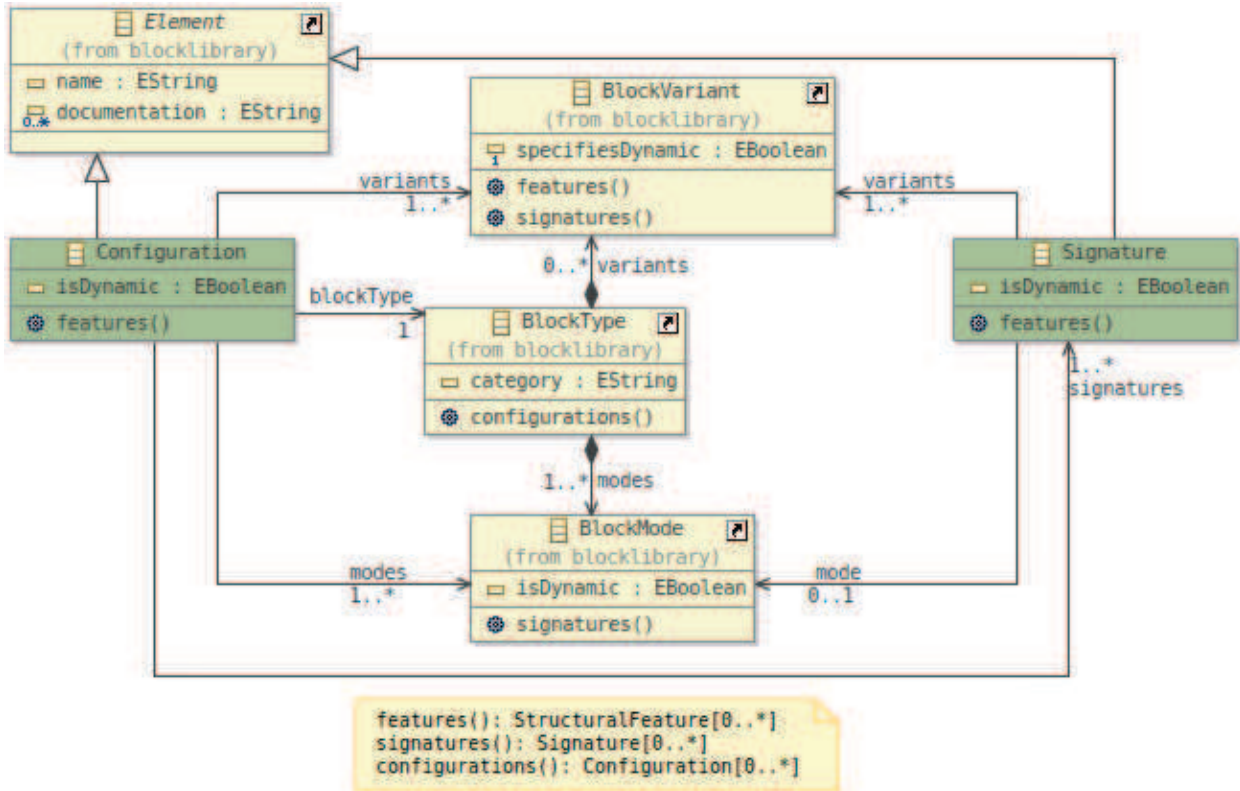 Element
(from blocklibrary)
name : EString
0..* documentation : EString
BlockVariant
(from blocklibrary)
1 specifiesDynamic : EBoolean
features()
signatures()
variants
1..*
variants
1..*
Configuration
isDynamic : EBoolean
features()
Signature
isDynamic : EBoolean
features()
0..* variants
blockType
1
BlockType
(from blocklibrary)
category : EString
configurations()
1..*
signatures
1..* modes
BlockMode
(from blocklibrary)
isDynamic : EBoolean
signatures()
modes
1..*
mode
0..1
features(): StructuralFeature[0..*]
signatures(): Signature[0..*]
configurations(): Configuration[0..*]